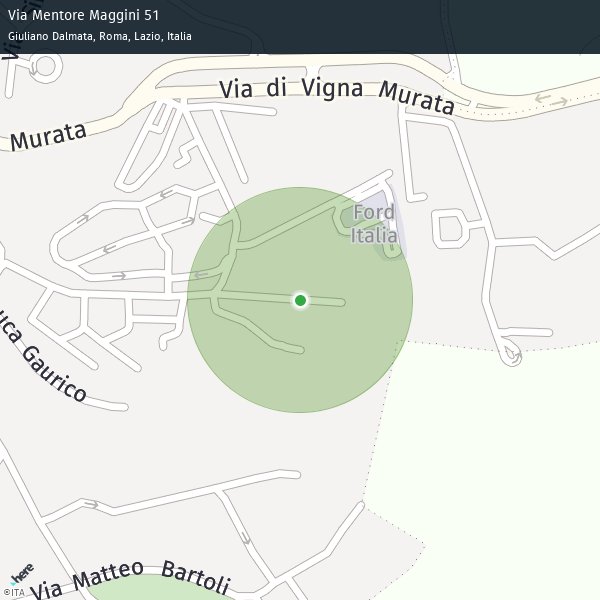 Via Mentore Maggini 51
Giuliano Dalmata, Roma, Lazio, Italia
Via di Vigna Murata
Murata
Ford
Italia
uca Gaurico
Via Matteo Bartoli
here
©ITA